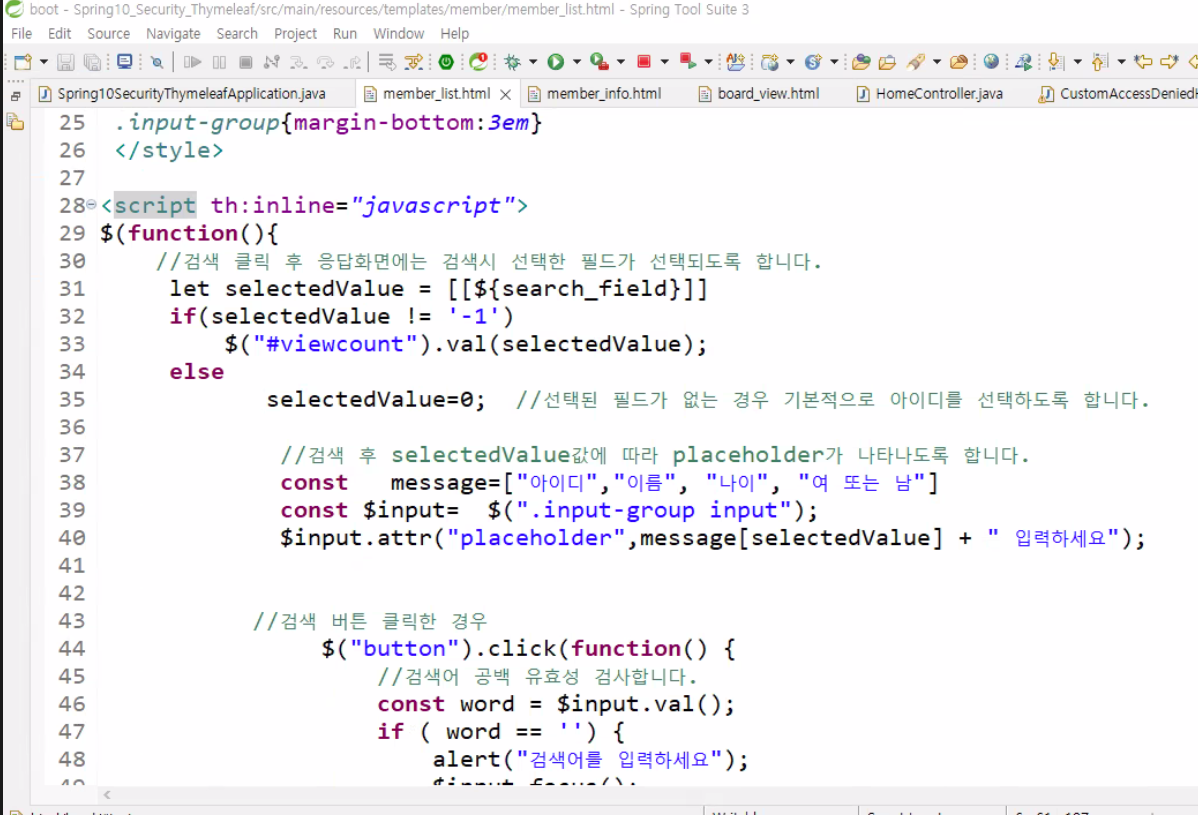 boot - Spring10_Security_Thymeleaf/src/main/resources/templates/member/member_list.html - Spring Tool Suite 3
File Edit Source Navigate Search Project Run Window Help
Spring10SecurityThymeleafApplication.java member_list.html member_info.html board_view.html HomeController.java CustomAccessDenied
25 .input-group{margin-bottom:3em}
26 </style>
27
28 <script th:inline="javascript">
29 $(function(){
30 //검색 클릭 후 응답화면에는 검색시 선택한 필드가 선택되도록 합니다.
31 let selectedValue = [[${search_field}]]
32 if(selectedValue != '-1')
33 $("#viewcount").val(selectedValue);
34 else
35 selectedValue=0; //선택된 필드가 없는 경우 기본적으로 아이디를 선택하도록 합니다.
36
37 //검색 후 selectedValue값에 따라 placeholder가 나타나도록 합니다.
38 const message=["아이디","이름", "나이", "여 또는 남"]
39 const $input= $(".input-group input");
40 $input.attr("placeholder",message[selectedValue] + " 입력하세요");
41
42
43 //검색 버튼 클릭한 경우
44 $("button").click(function() {
45 //검색어 공백 유효성 검사합니다.
46 const word = $input.val();
47 if ( word == '') {
48 alert("검색어를 입력하세요");
49 $input.focus();